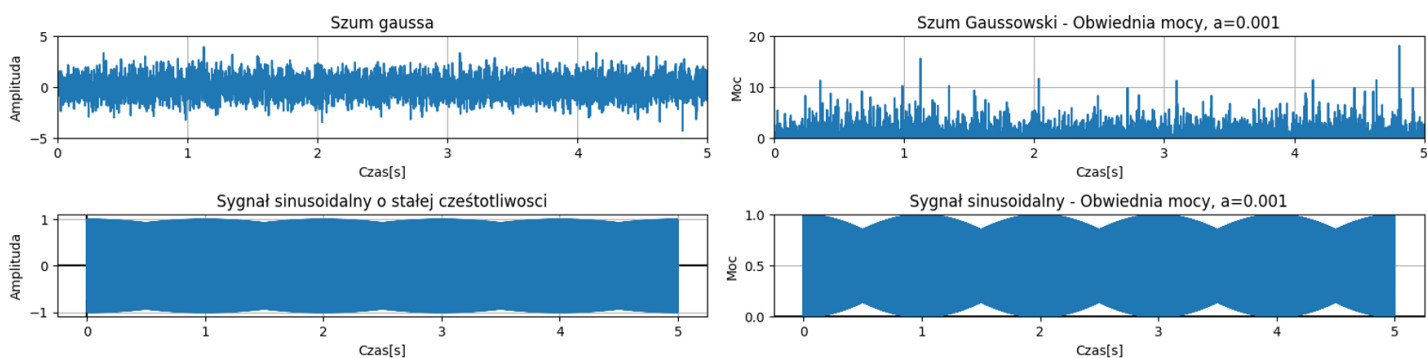 Szum gaussa
Amplituda
5
0
−5
0 1 2 3 4 5
Czas[s]
Szum Gaussowski - Obwiednia mocy, a=0.001
Moc
20
10
0
0 1 2 3 4 5
Czas[s]
Sygnał sinusoidalny o stałej cześtotliwosci
Amplituda
1
0
−1
0 1 2 3 4 5
Czas[s]
Sygnał sinusoidalny - Obwiednia mocy, a=0.001
Moc
1.0
0.5
0.0
0 1 2 3 4 5
Czas[s]